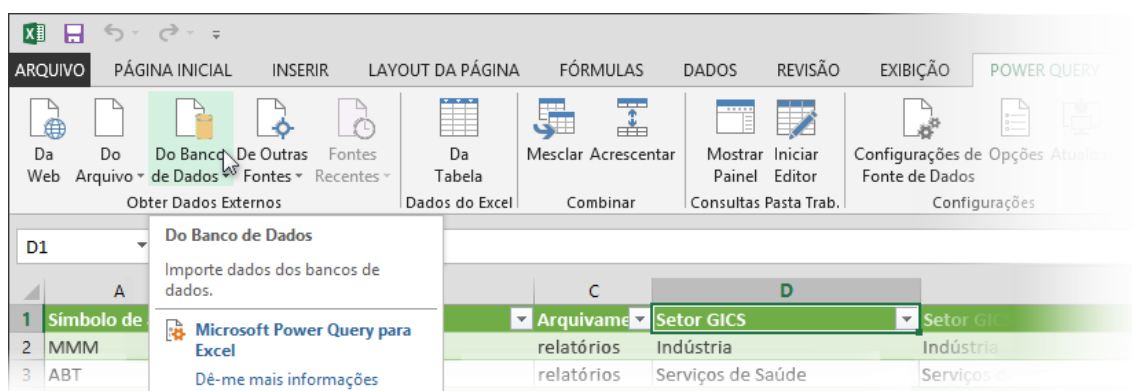 ARQUIVO PÁGINA INICIAL INSERIR LAYOUT DA PÁGINA FÓRMULAS DADOS REVISÃO EXIBIÇÃO POWER QUERY
Da Web
Do Arquivo
Do Banco de Dados
De Outras Fontes
Fontes Recentes
Da Tabela
Mesclar
Acrescentar
Mostrar Painel
Iniciar Editor
Configurações de Fonte de Dados
Opções
Obter Dados Externos
Dados do Excel
Combinar
Consultas Pasta Trab.
Configurações
D1
Do Banco de Dados
Importe dados dos bancos de
dados.
Microsoft Power Query para
Excel
Dê-me mais informações
A C D
1 Símbolo de Arquivame Setor GICS Setor GICS
2 MMM relatórios Indústria Indústria
3 ABT relatórios Serviços de Saúde Serviços